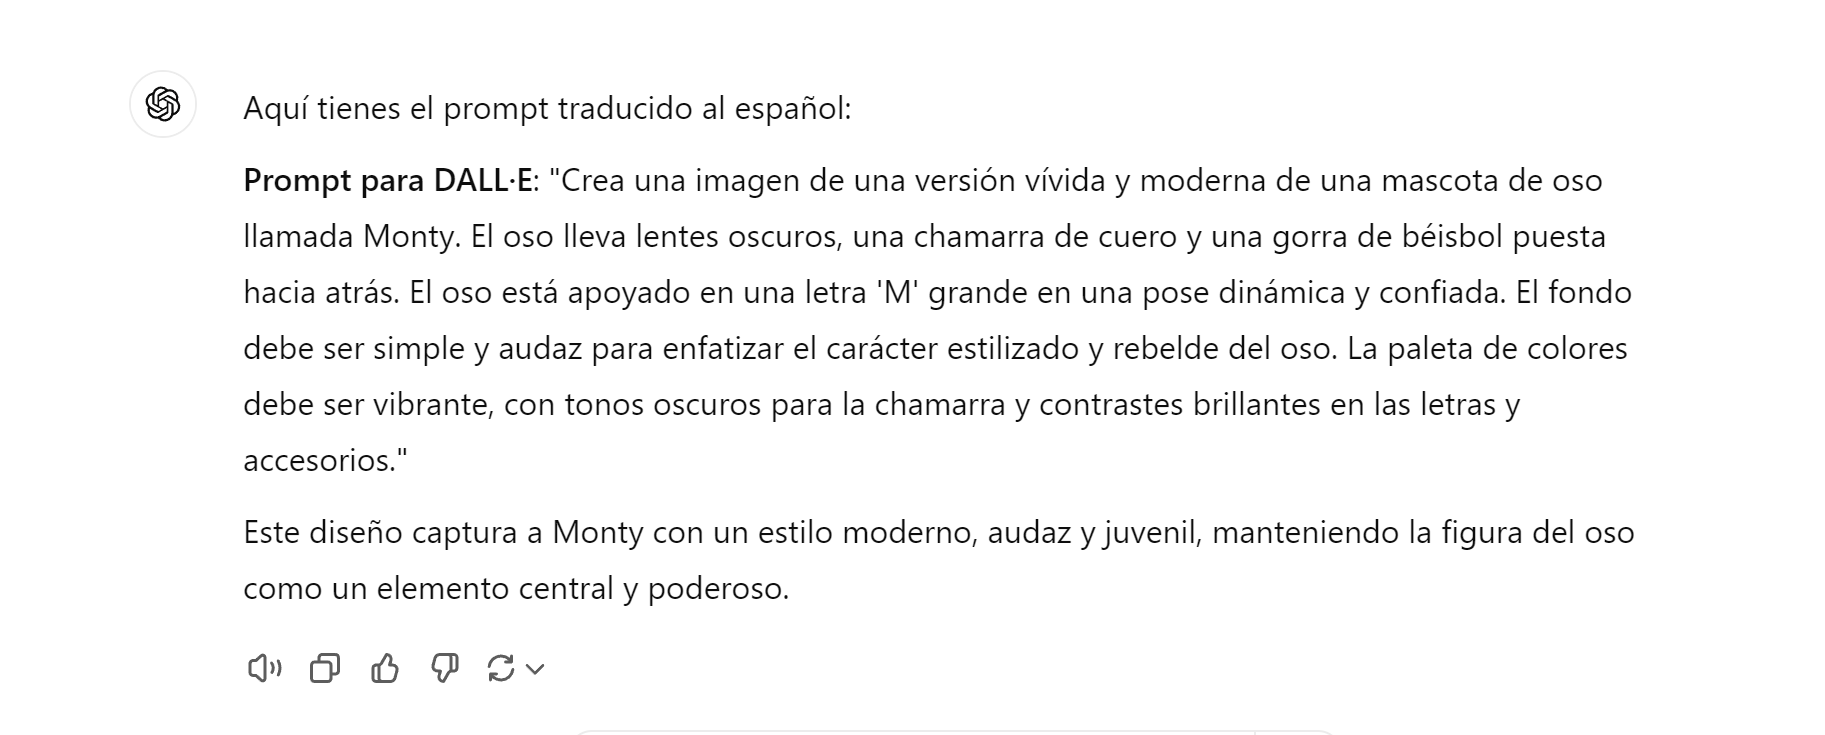 Aquí tienes el prompt traducido al español:
Prompt para DALL·E: "Crea una imagen de una versión vívida y moderna de una mascota de oso
llamada Monty. El oso lleva lentes oscuros, una chamarra de cuero y una gorra de béisbol puesta
hacia atrás. El oso está apoyado en una letra 'M' grande en una pose dinámica y confiada. El fondo
debe ser simple y audaz para enfatizar el carácter estilizado y rebelde del oso. La paleta de colores
debe ser vibrante, con tonos oscuros para la chamarra y contrastes brillantes en las letras y
accesorios."
Este diseño captura a Monty con un estilo moderno, audaz y juvenil, manteniendo la figura del oso
como un elemento central y poderoso.